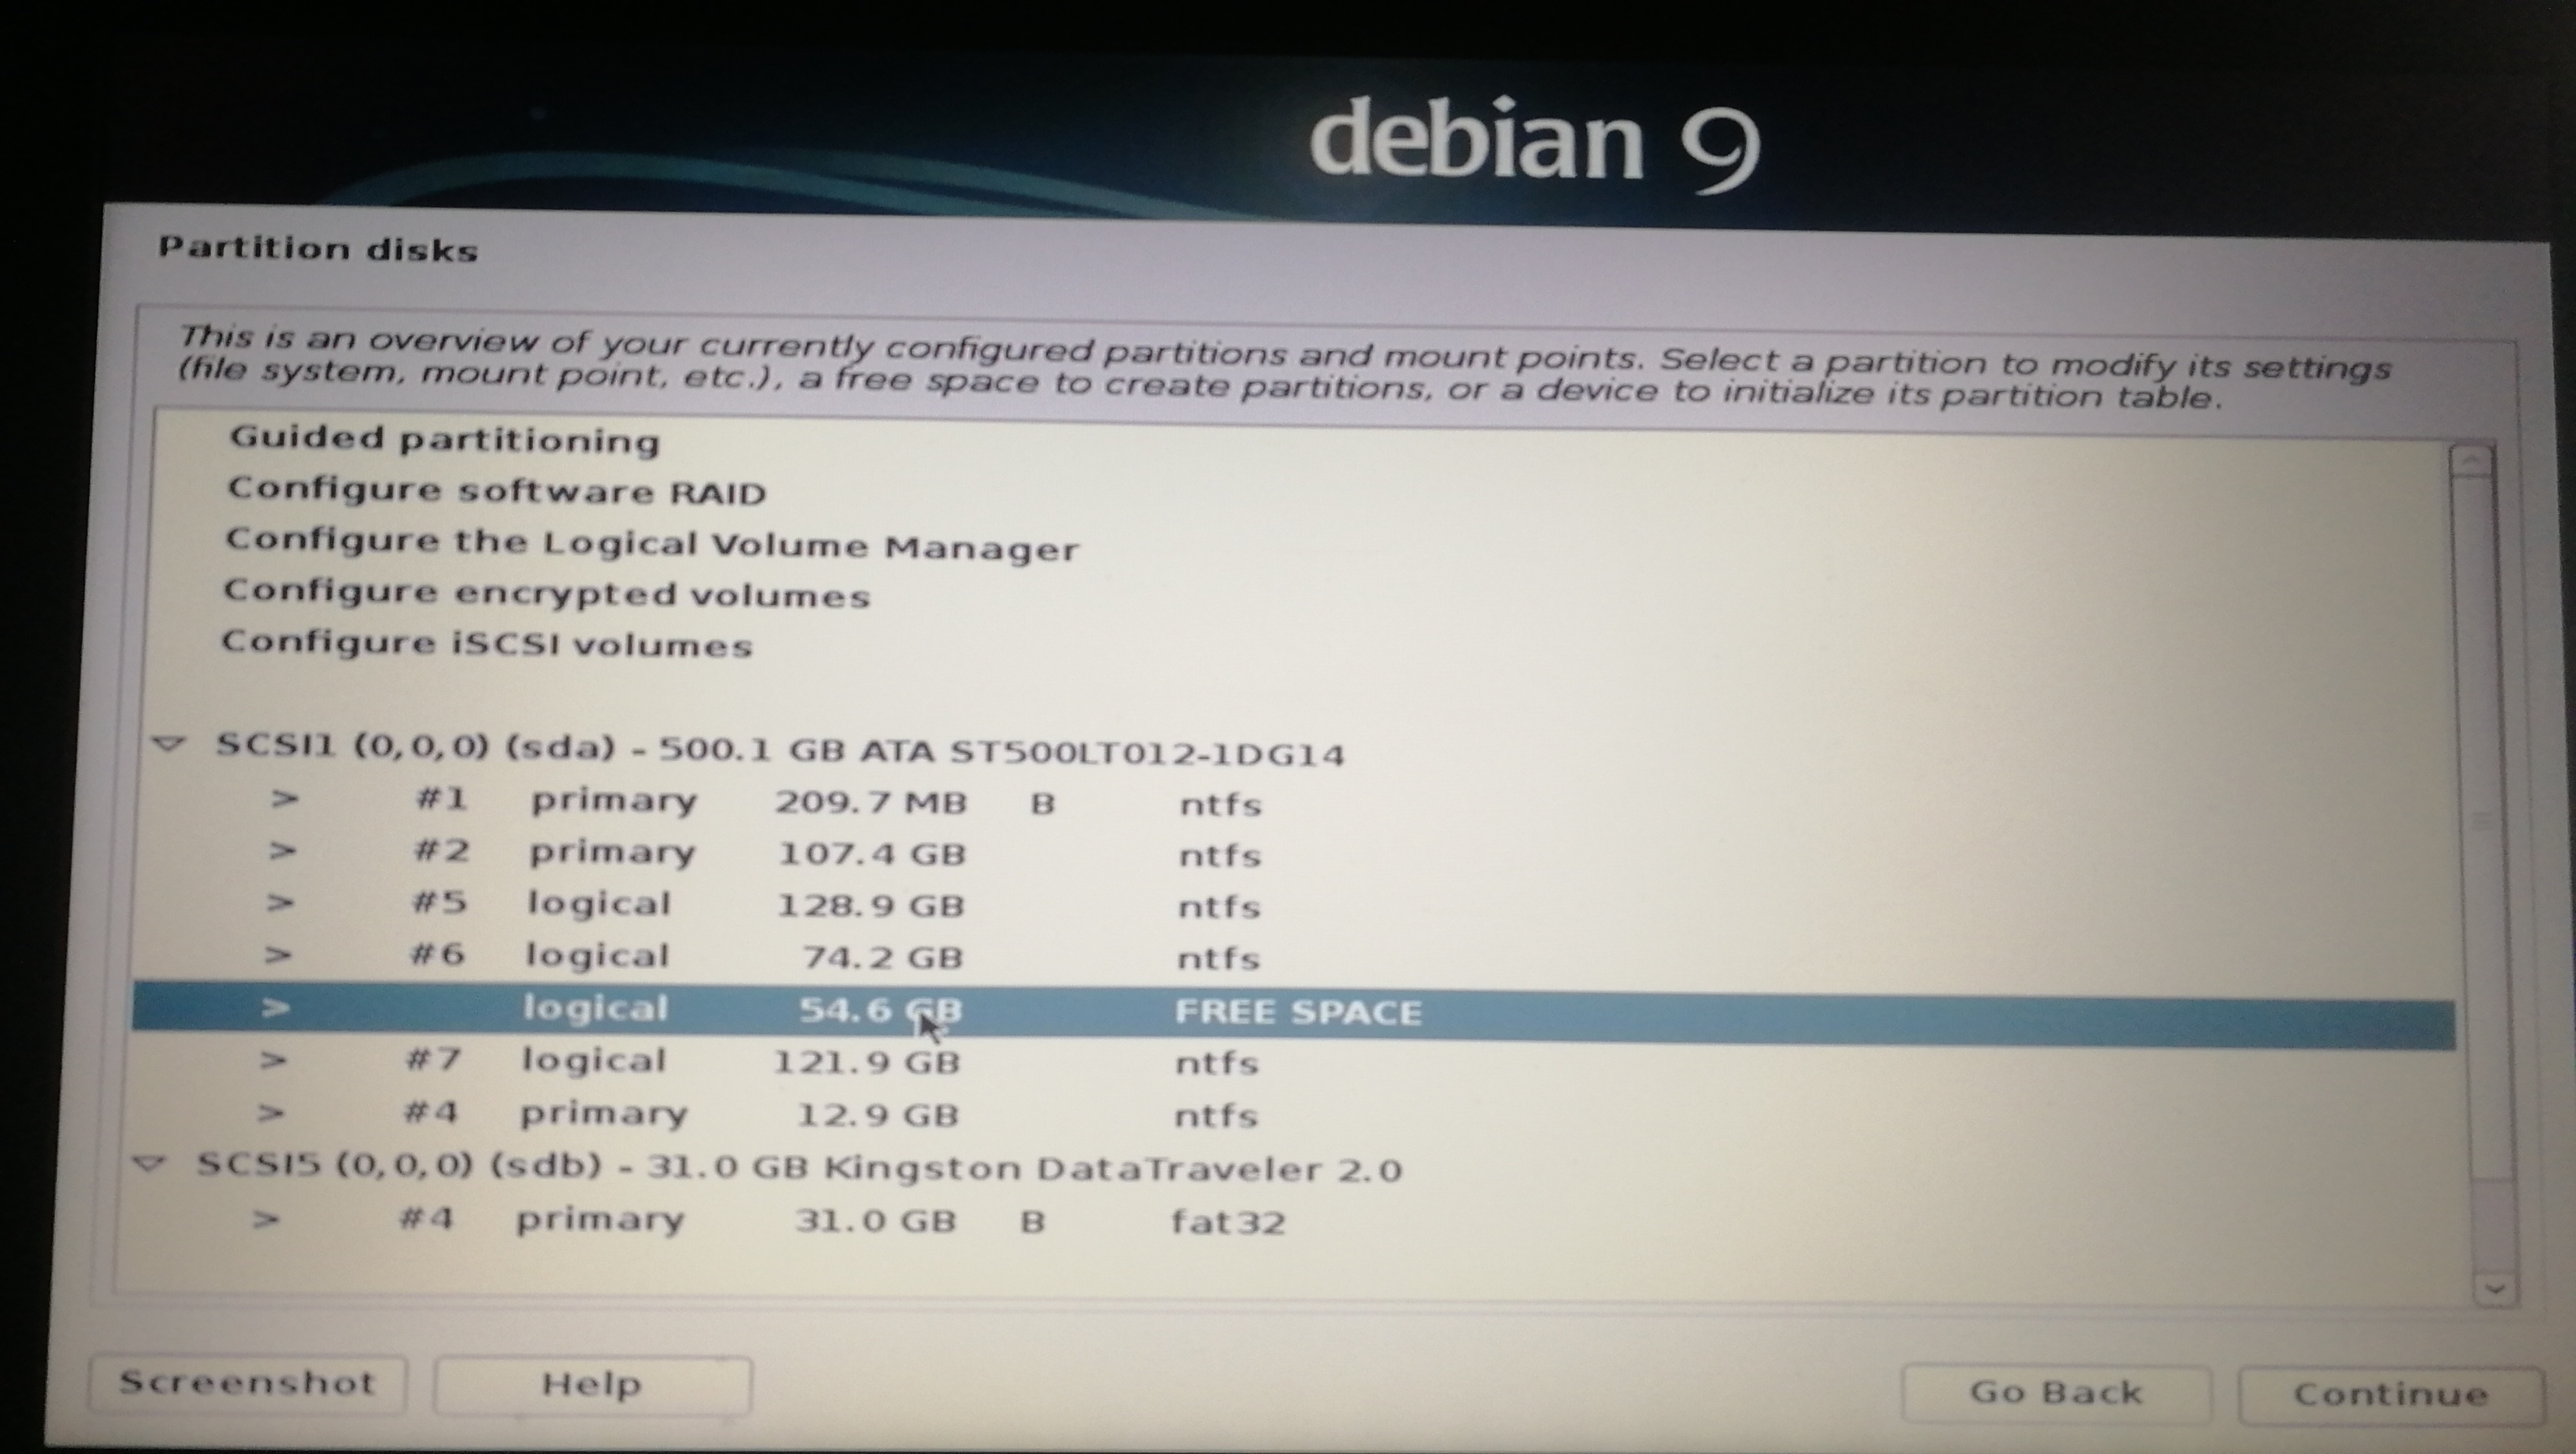 debian 9
Partition disks
This is an overview of your currently configured partitions and mount points. Select a partition to modify its settings
(file system, mount point, etc.), a free space to create partitions, or a device to initialize its partition table.
Guided partitioning
Configure software RAID
Configure the Logical Volume Manager
Configure encrypted volumes
Configure iSCSI volumes
SCSI1 (0,0,0) (sda) - 500.1 GB ATA ST500LT012-1DG14
> #1 primary 209.7 MB B ntfs
> #2 primary 107.4 GB ntfs
> #5 logical 128.9 GB ntfs
> #6 logical 74.2 GB ntfs
> logical 54.6 GB FREE SPACE
> #7 logical 121.9 GB ntfs
> #4 primary 12.9 GB ntfs
SCSI5 (0,0,0) (sdb) - 31.0 GB Kingston DataTraveler 2.0
> #4 primary 31.0 GB B fat32
Screenshot Help Go Back Continue